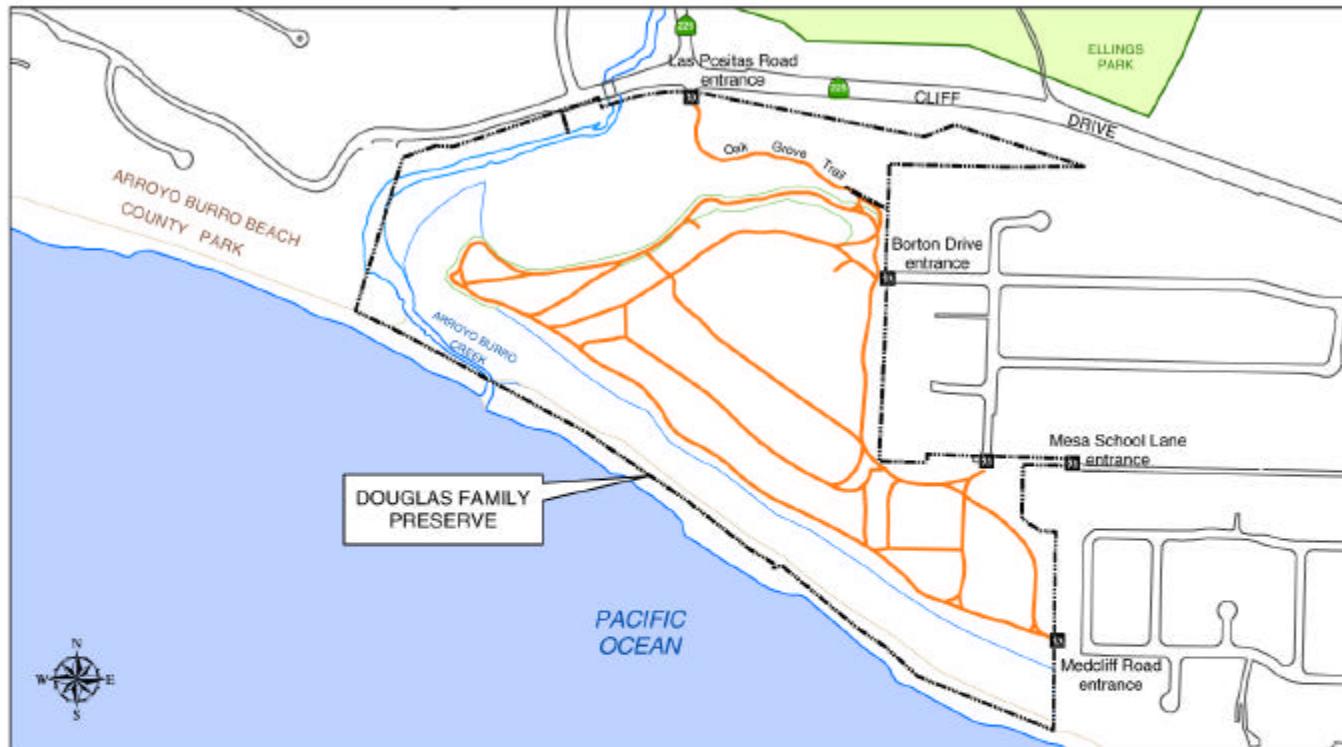 225
Las Positas Road
entrance
ELLINGS
PARK
225
CLIFF
DRIVE
Oak Grove Trail
ARROYO BURRO BEACH
COUNTY PARK
Borton Drive
entrance
ARROYO BURRO
CREEK
Mesa School Lane
entrance
DOUGLAS FAMILY
PRESERVE
PACIFIC
OCEAN
Medcliff Road
entrance
N
W E
S